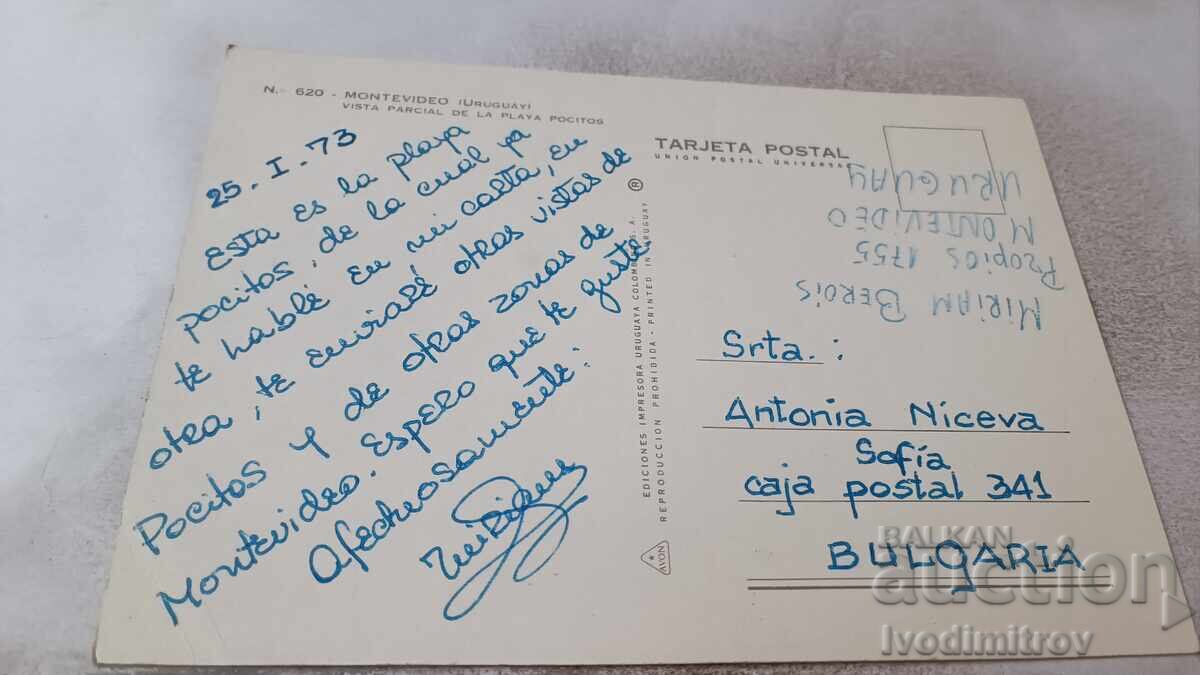 N.- 620 - MONTEVIDEO (URUGUAY)
VISTA PARCIAL DE LA PLAYA POCITOS
25.I.73
Esta es la playa
Pocitos, de la cual ya
te hablé en mi carta, en
otra, te enviaré otras vistas de
Pocitos y de otras zonas de
Montevideo. Espero que te guste.
Afectuosamente:
Miriam
EDICIONES IMPRESORA URUGUAYA COLOMBINO S. A.
REPRODUCCION PROHIBIDA - PRINTED IN URUGUAY
®
AVON
TARJETA POSTAL
UNION POSTAL UNIVERSAL
MIRIAM BEROIS
PROPIOS 1755
MONTEVIDEO
URUGUAY
Srta.:
Antonia Niceva
Sofía
caja postal 341
BULGARIA
BALKAN
auction
Ivodimitrov